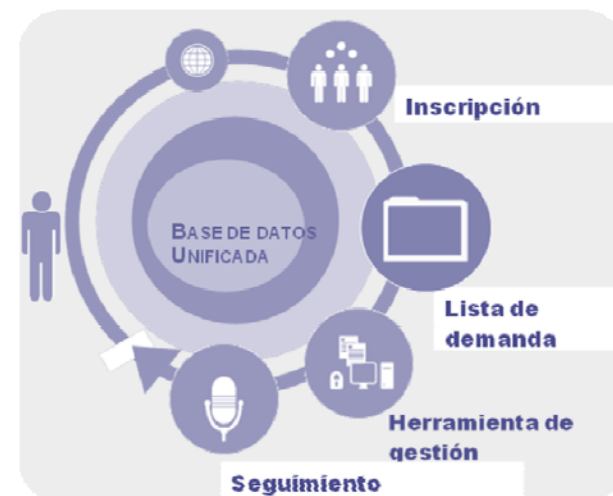 Inscripción
BASE DE DATOS
UNIFICADA
Lista de
demanda
Herramienta de
gestión
Seguimiento